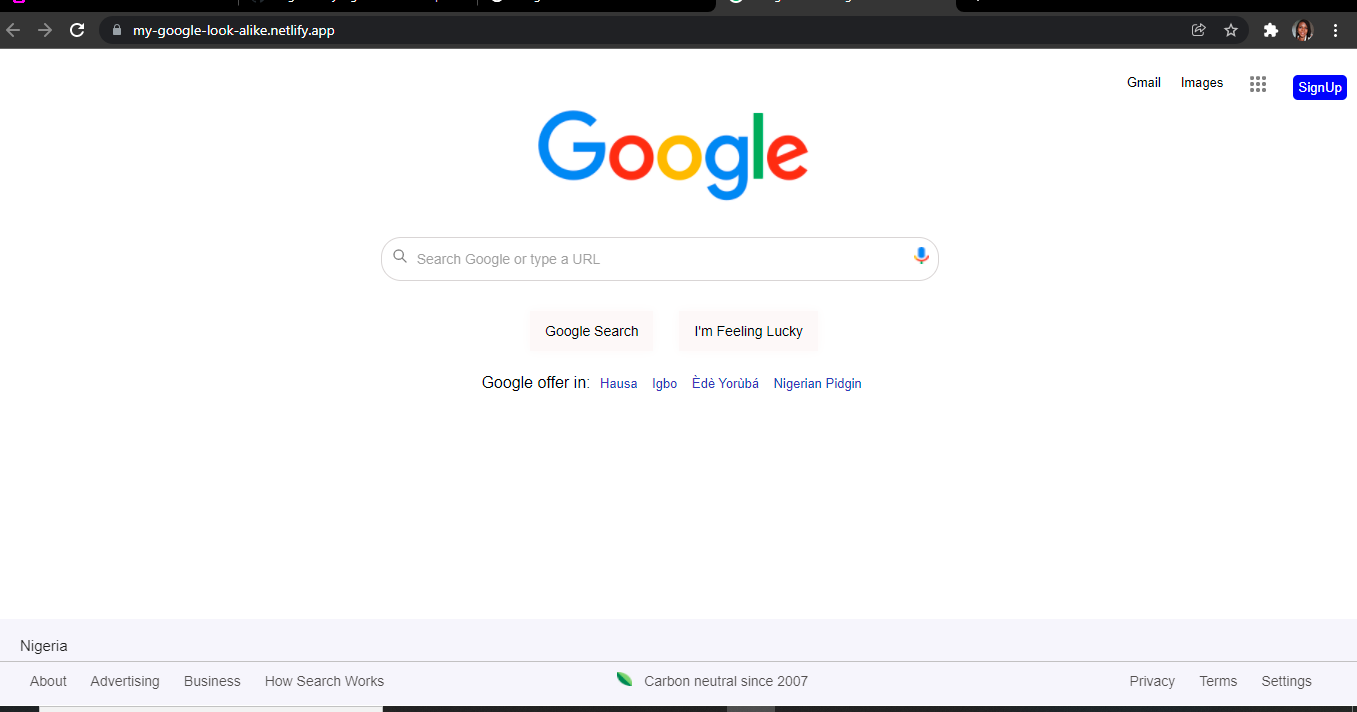 my-google-look-alike.netlify.app
Gmail Images SignUp
Google
Search Google or type a URL
Google Search I'm Feeling Lucky
Google offer in: Hausa Igbo Èdè Yorùbá Nigerian Pidgin
Nigeria
About Advertising Business How Search Works Carbon neutral since 2007 Privacy Terms Settings